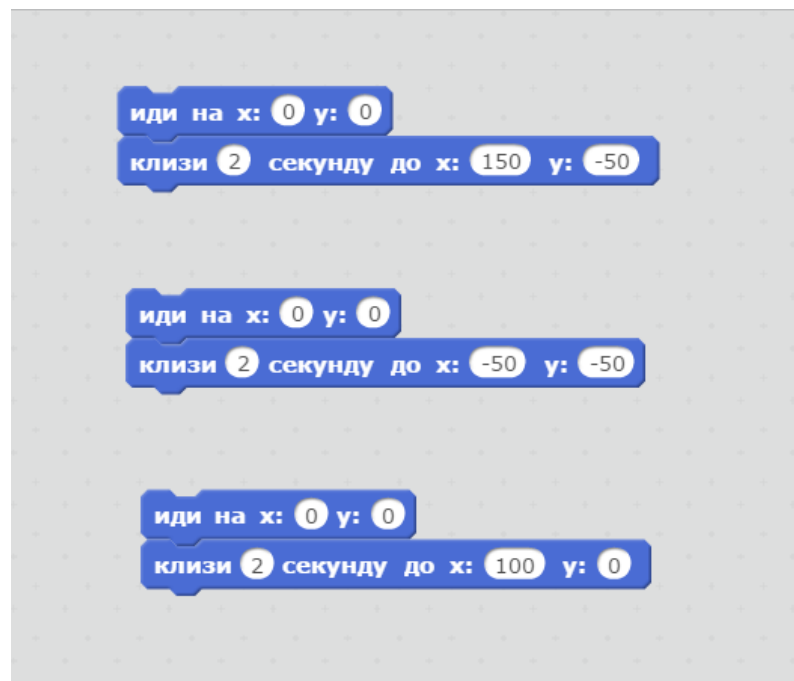 иди на x: 0 y: 0
клизи 2 секунду до x: 150 y: -50
иди на x: 0 y: 0
клизи 2 секунду до x: -50 y: -50
иди на x: 0 y: 0
клизи 2 секунду до x: 100 y: 0